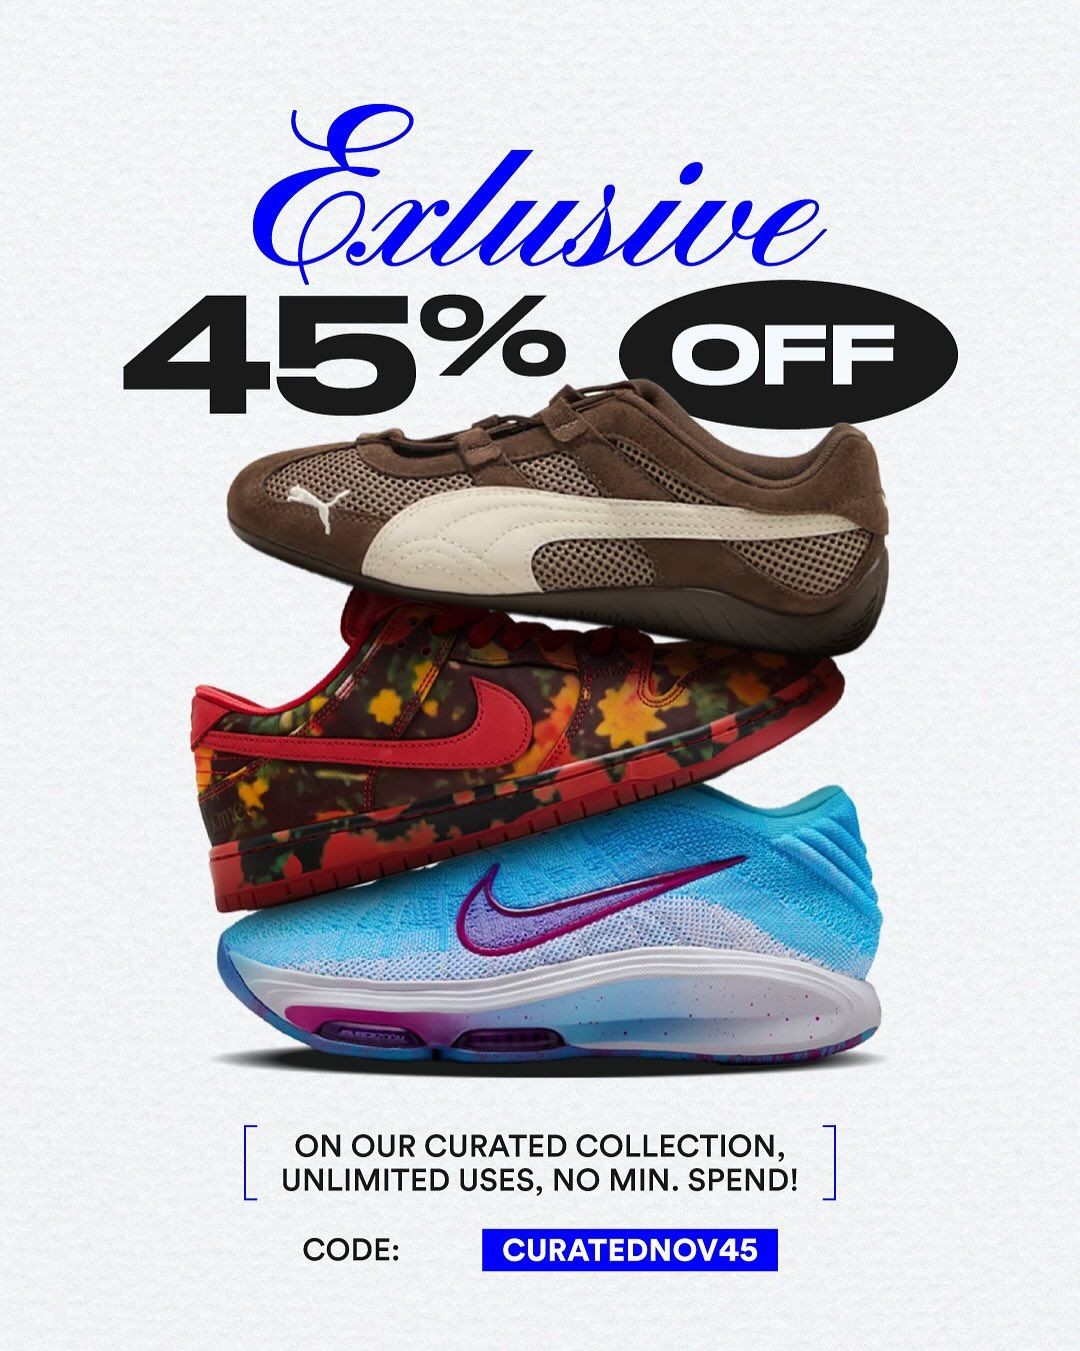 Exlusive
45% OFF
ON OUR CURATED COLLECTION,
UNLIMITED USES, NO MIN. SPEND!
CODE: CURATEDNOV45